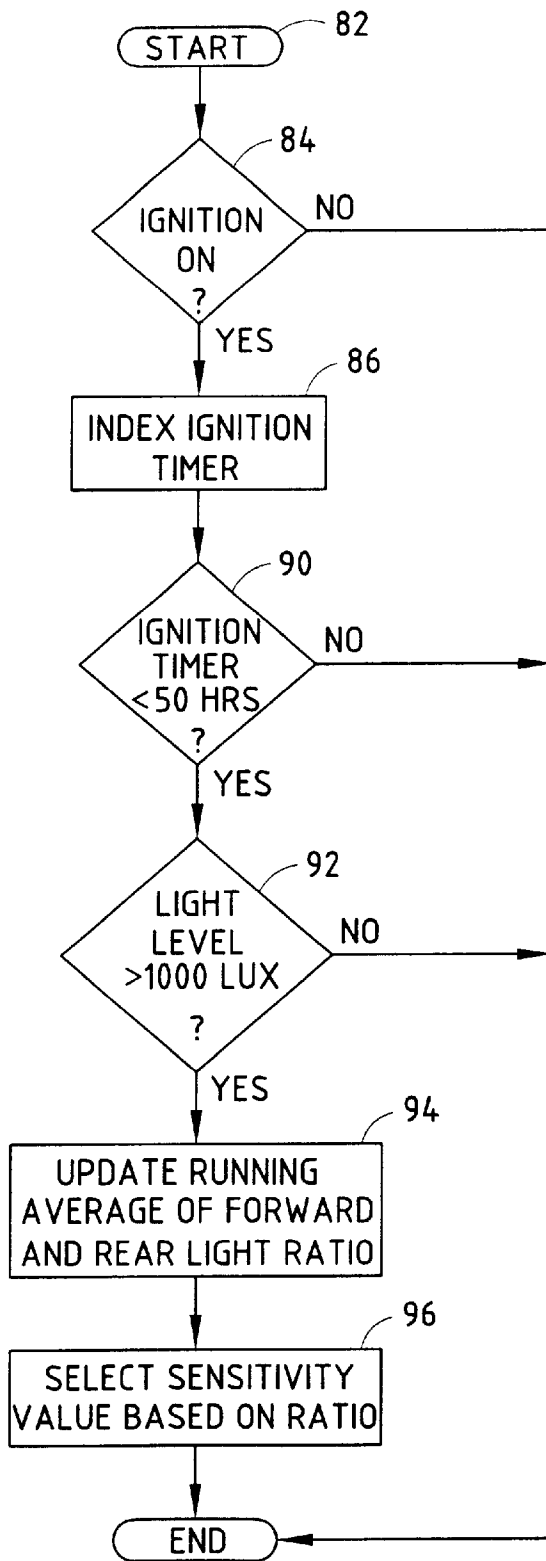 START
82
84
IGNITION
ON
?
NO
YES
86
INDEX IGNITION
TIMER
90
IGNITION
TIMER
<50 HRS
?
NO
YES
92
LIGHT
LEVEL
>1000 LUX
?
NO
YES
94
UPDATE RUNNING
AVERAGE OF FORWARD
AND REAR LIGHT RATIO
96
SELECT SENSITIVITY
VALUE BASED ON RATIO
END